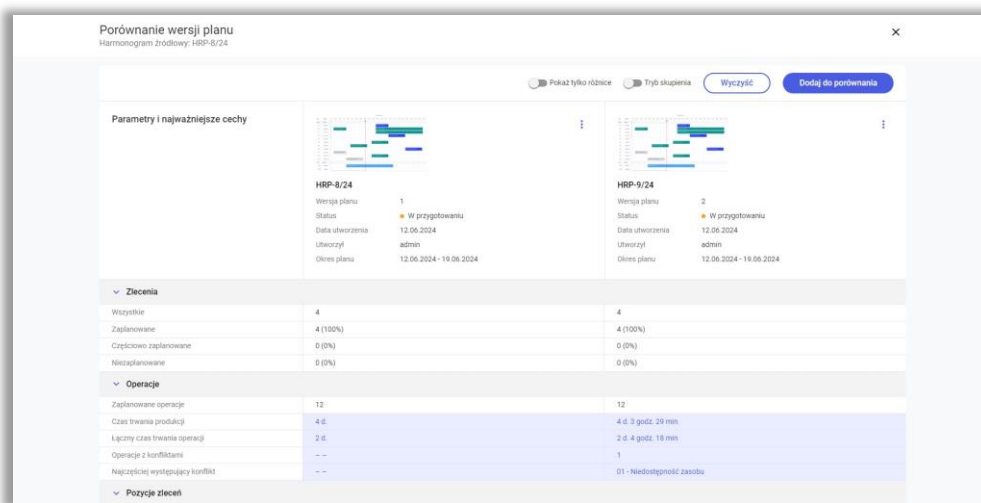 Porównanie wersji planu
Harmonogram źródłowy: HRP-8/24
Pokaż tylko różnice Tryb skupienia Wyczyść Dodaj do porównania
Parametry i najważniejsze cechy
HRP-8/24 HRP-9/24
Wersja planu 1 Wersja planu 2
Status W przygotowaniu Status W przygotowaniu
Data utworzenia 12.06.2024 Data utworzenia 12.06.2024
Utworzył admin Utworzył admin
Okres planu 12.06.2024 - 19.06.2024 Okres planu 12.06.2024 - 19.06.2024
Zlecenia
Wszystkie 4 4
Zaplanowane 4 (100%) 4 (100%)
Częściowo zaplanowane 0 (0%) 0 (0%)
Niezaplanowane 0 (0%) 0 (0%)
Operacje
Zaplanowane operacje 12 12
Czas trwania produkcji 4 d. 4 d. 3 godz. 29 min
Łączny czas trwania operacji 2 d. 2 d. 4 godz. 18 min
Operacje z konfliktami – – 1
Najczęściej występujący konflikt – – 01 - Niedostępność zasobu
Pozycje zleceń